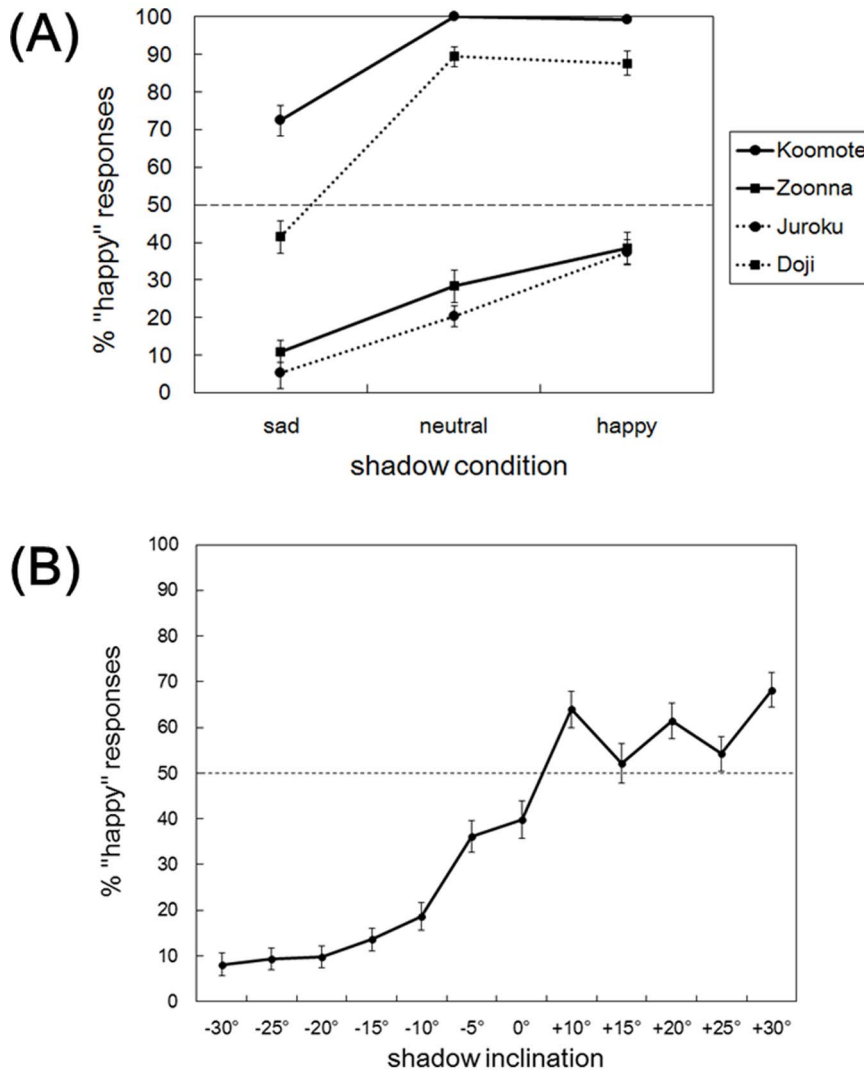 (A)
100
90
80
70
60
50
40
30
20
10
0
% "happy" responses
sad neutral happy
shadow condition
Koomote
Zoonna
Juroku
Doji
(B)
100
90
80
70
60
50
40
30
20
10
0
% "happy" responses
-30° -25° -20° -15° -10° -5° 0° +10° +15° +20° +25° +30°
shadow inclination